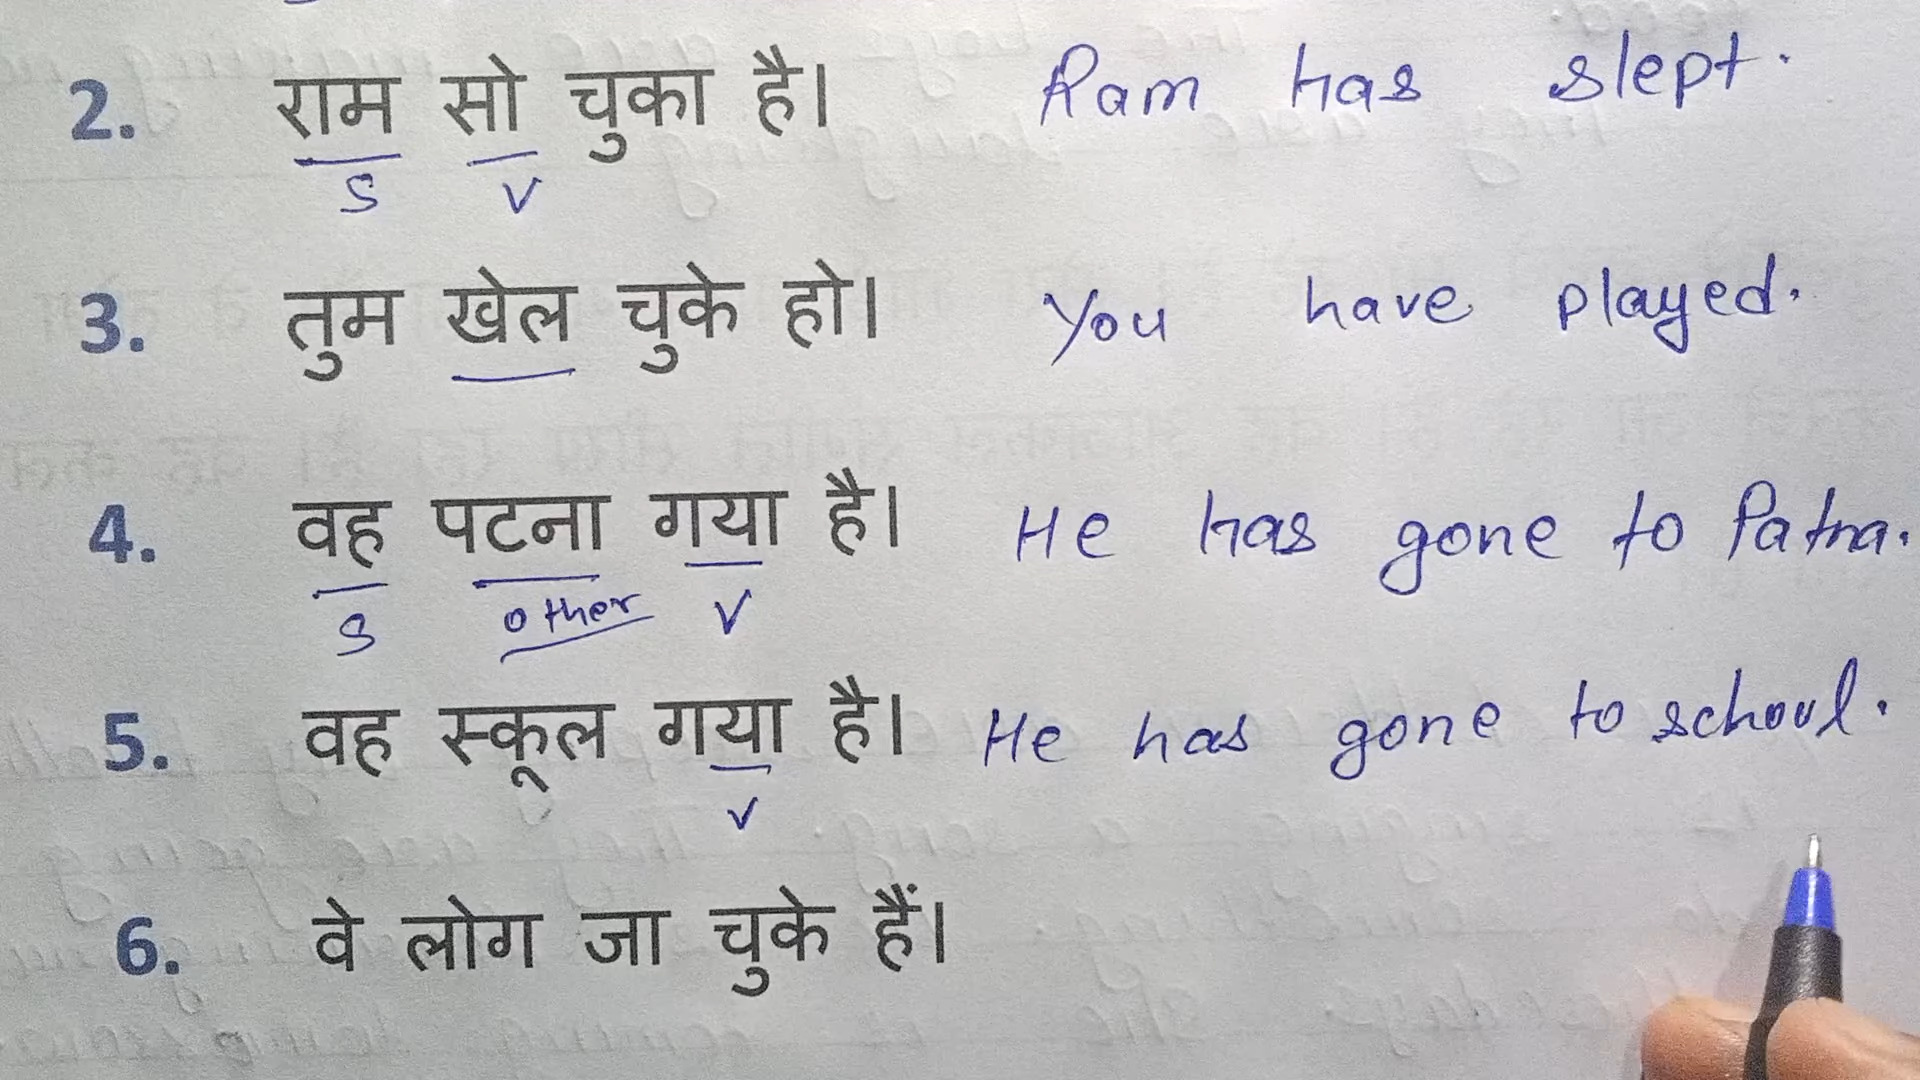 2. राम सो चुका है। Ram has slept.
S V
3. तुम खेल चुके हो। You have played.
4. वह पटना गया है। He has gone to Patna.
S other V
5. वह स्कूल गया है। He has gone to school.
V
6. वे लोग जा चुके हैं।